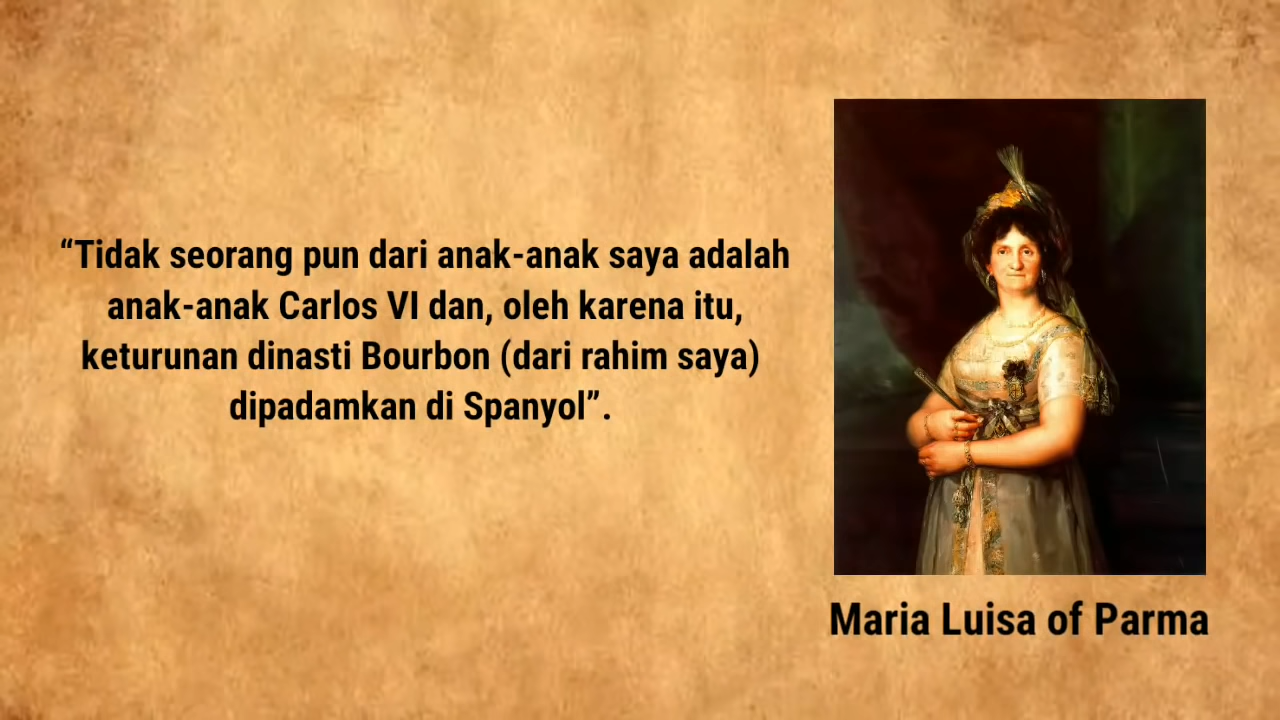 “Tidak seorang pun dari anak-anak saya adalah
anak-anak Carlos VI dan, oleh karena itu,
keturunan dinasti Bourbon (dari rahim saya)
dipadamkan di Spanyol”.
Maria Luisa of Parma